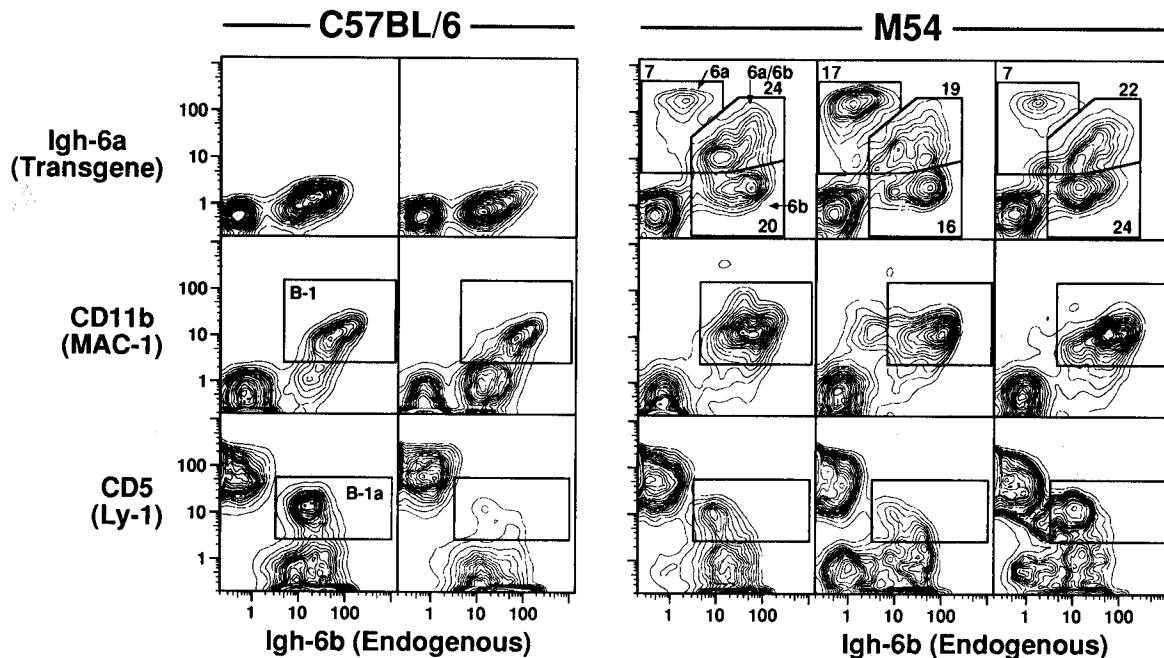 C57BL/6
M54
Igh-6a
(Transgene)
100
10
1
7
6a
6a/6b
24
6b
20
17
19
16
7
22
24
CD11b
(MAC-1)
100
10
1
B-1
CD5
(Ly-1)
100
10
1
B-1a
1 10 100
1 10 100
1 10 100
1 10 100
1 10 100
Igh-6b (Endogenous)
Igh-6b (Endogenous)